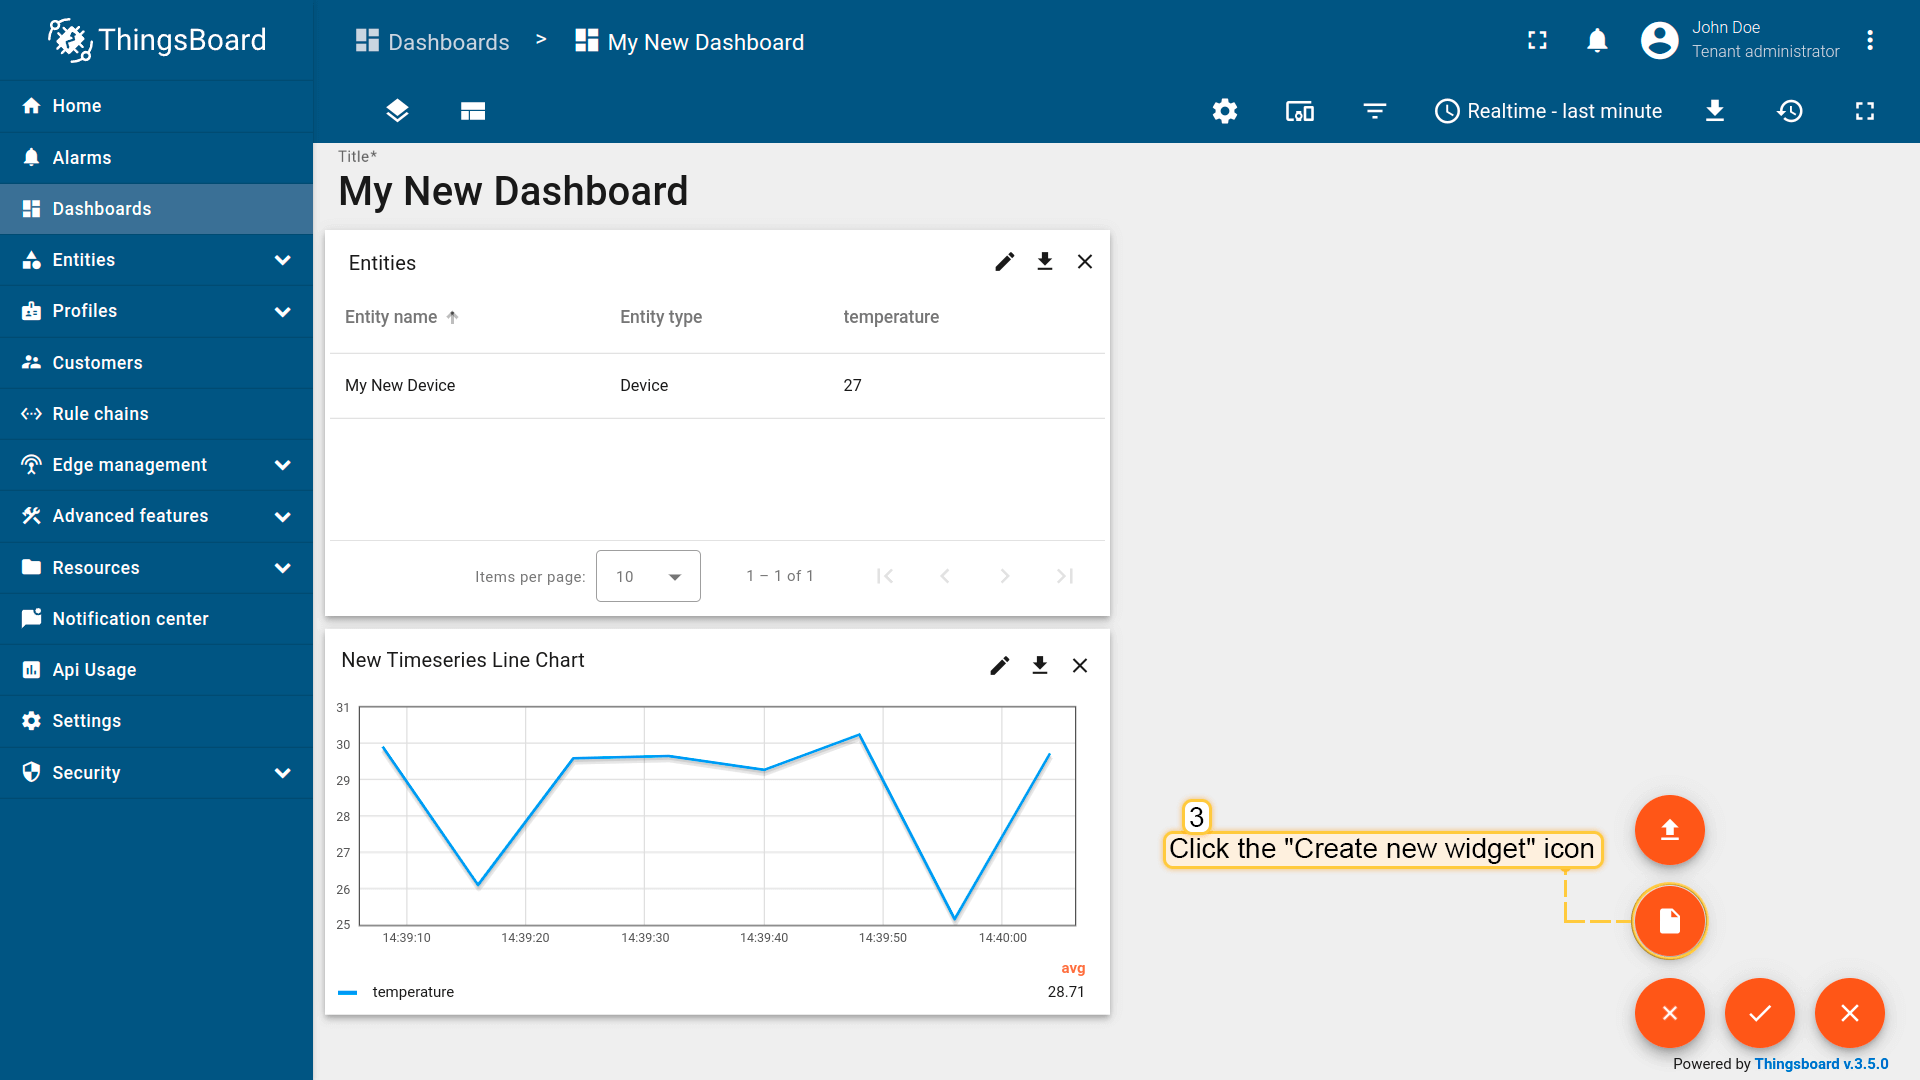 ThingsBoard
Dashboards > My New Dashboard
John Doe
Tenant administrator
Realtime - last minute
Home
Alarms
Dashboards
Entities
Profiles
Customers
Rule chains
Edge management
Advanced features
Resources
Notification center
Api Usage
Settings
Security
Title*
My New Dashboard
Entities
Entity name Entity type temperature
My New Device Device 27
Items per page: 10 1 – 1 of 1
New Timeseries Line Chart
31
30
29
28
27
26
25
14:39:10 14:39:20 14:39:30 14:39:40 14:39:50 14:40:00
avg
temperature 28.71
3
Click the "Create new widget" icon
Powered by Thingsboard v.3.5.0